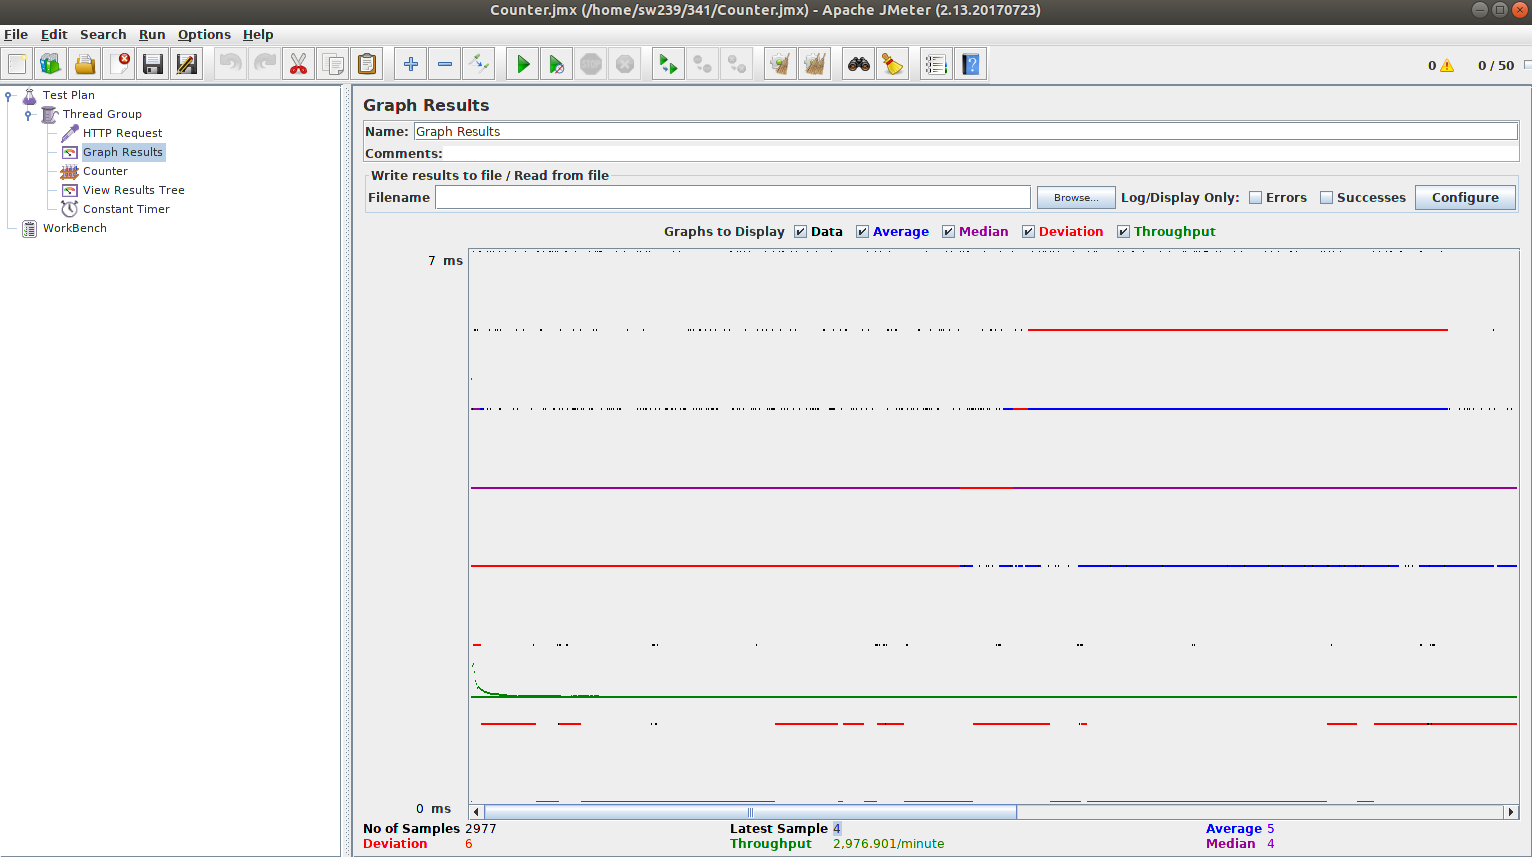 Counter.jmx (/home/sw239/341/Counter.jmx) - Apache JMeter (2.13.20170723)
File Edit Search Run Options Help
STOP
0 0 / 50
Test Plan
Thread Group
HTTP Request
Graph Results
Counter
View Results Tree
Constant Timer
WorkBench
Graph Results
Name: Graph Results
Comments:
Write results to file / Read from file
Filename Browse... Log/Display Only: Errors Successes Configure
Graphs to Display Data Average Median Deviation Throughput
7 ms
0 ms
No of Samples 2977 Latest Sample 4 Average 5
Deviation 6 Throughput 2,976.901/minute Median 4